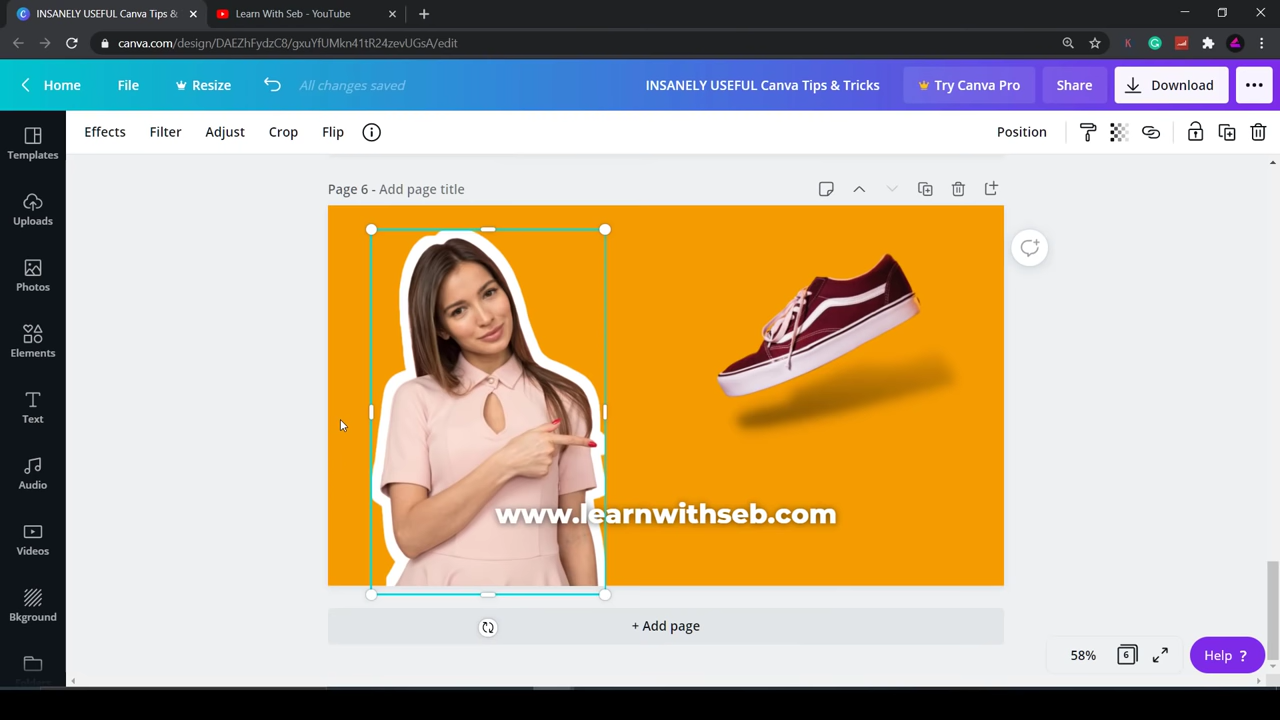 INSANELY USEFUL Canva Tips &
Learn With Seb - YouTube
canva.com/design/DAEZhFydzC8/gxuYfUMkn41tR24zevUGsA/edit
Home
File
Resize
All changes saved
INSANELY USEFUL Canva Tips & Tricks
Try Canva Pro
Share
Download
Effects
Filter
Adjust
Crop
Flip
Position
Templates
Uploads
Photos
Elements
Text
Audio
Videos
Bkground
Page 6 - Add page title
www.learnwithseb.com
+ Add page
58%
6
Help ?